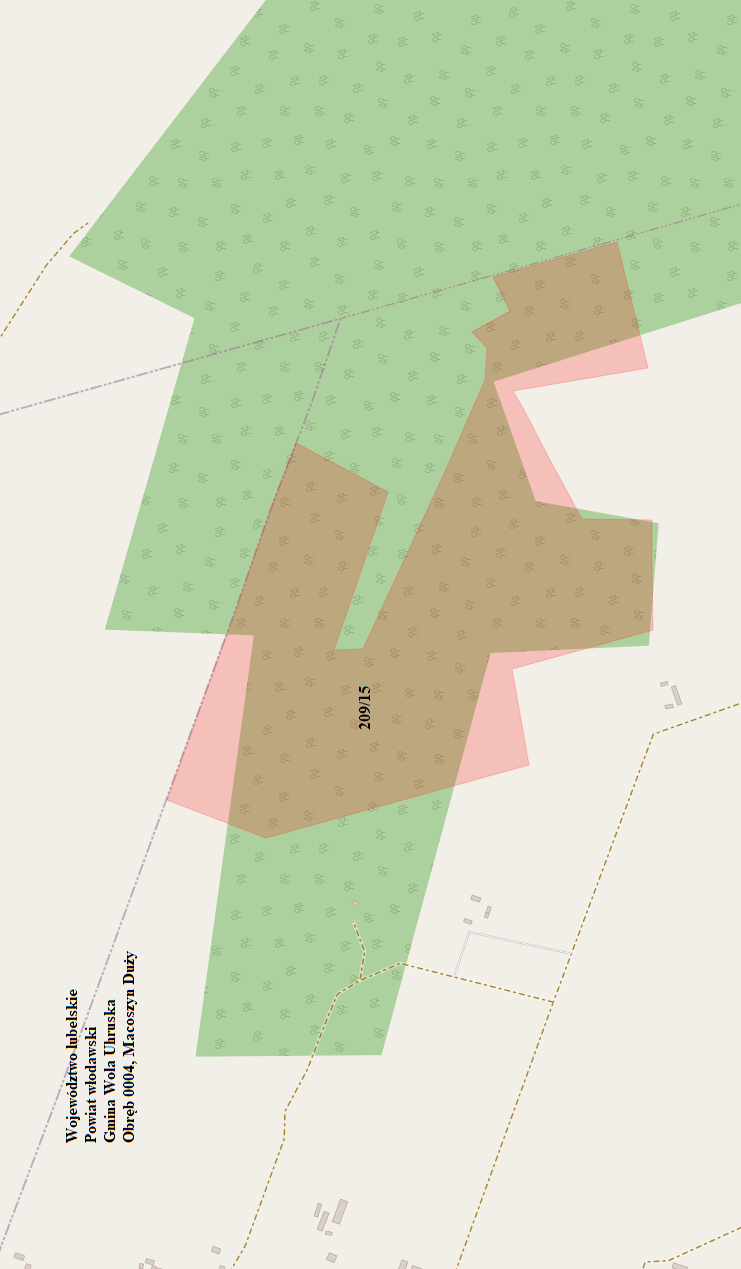 209/15
Województwo lubelskie
Powiat włodawski
Gmina Wola Uhruska
Obręb 0004, Macoszyn Duży